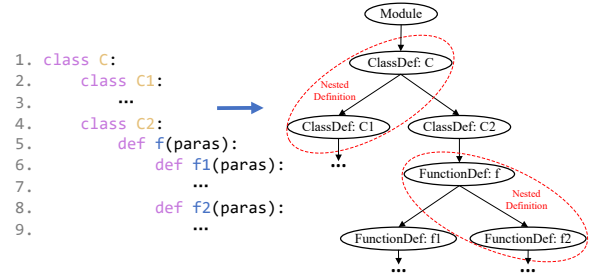 1. class C:
2. class C1:
3. ...
4. class C2:
5. def f(paras):
6. def f1(paras):
7. ...
8. def f2(paras):
9. ...
Module
ClassDef: C
Nested
Definition
ClassDef: C1
ClassDef: C2
...
FunctionDef: f
Nested
Definition
FunctionDef: f1
FunctionDef: f2
...
...